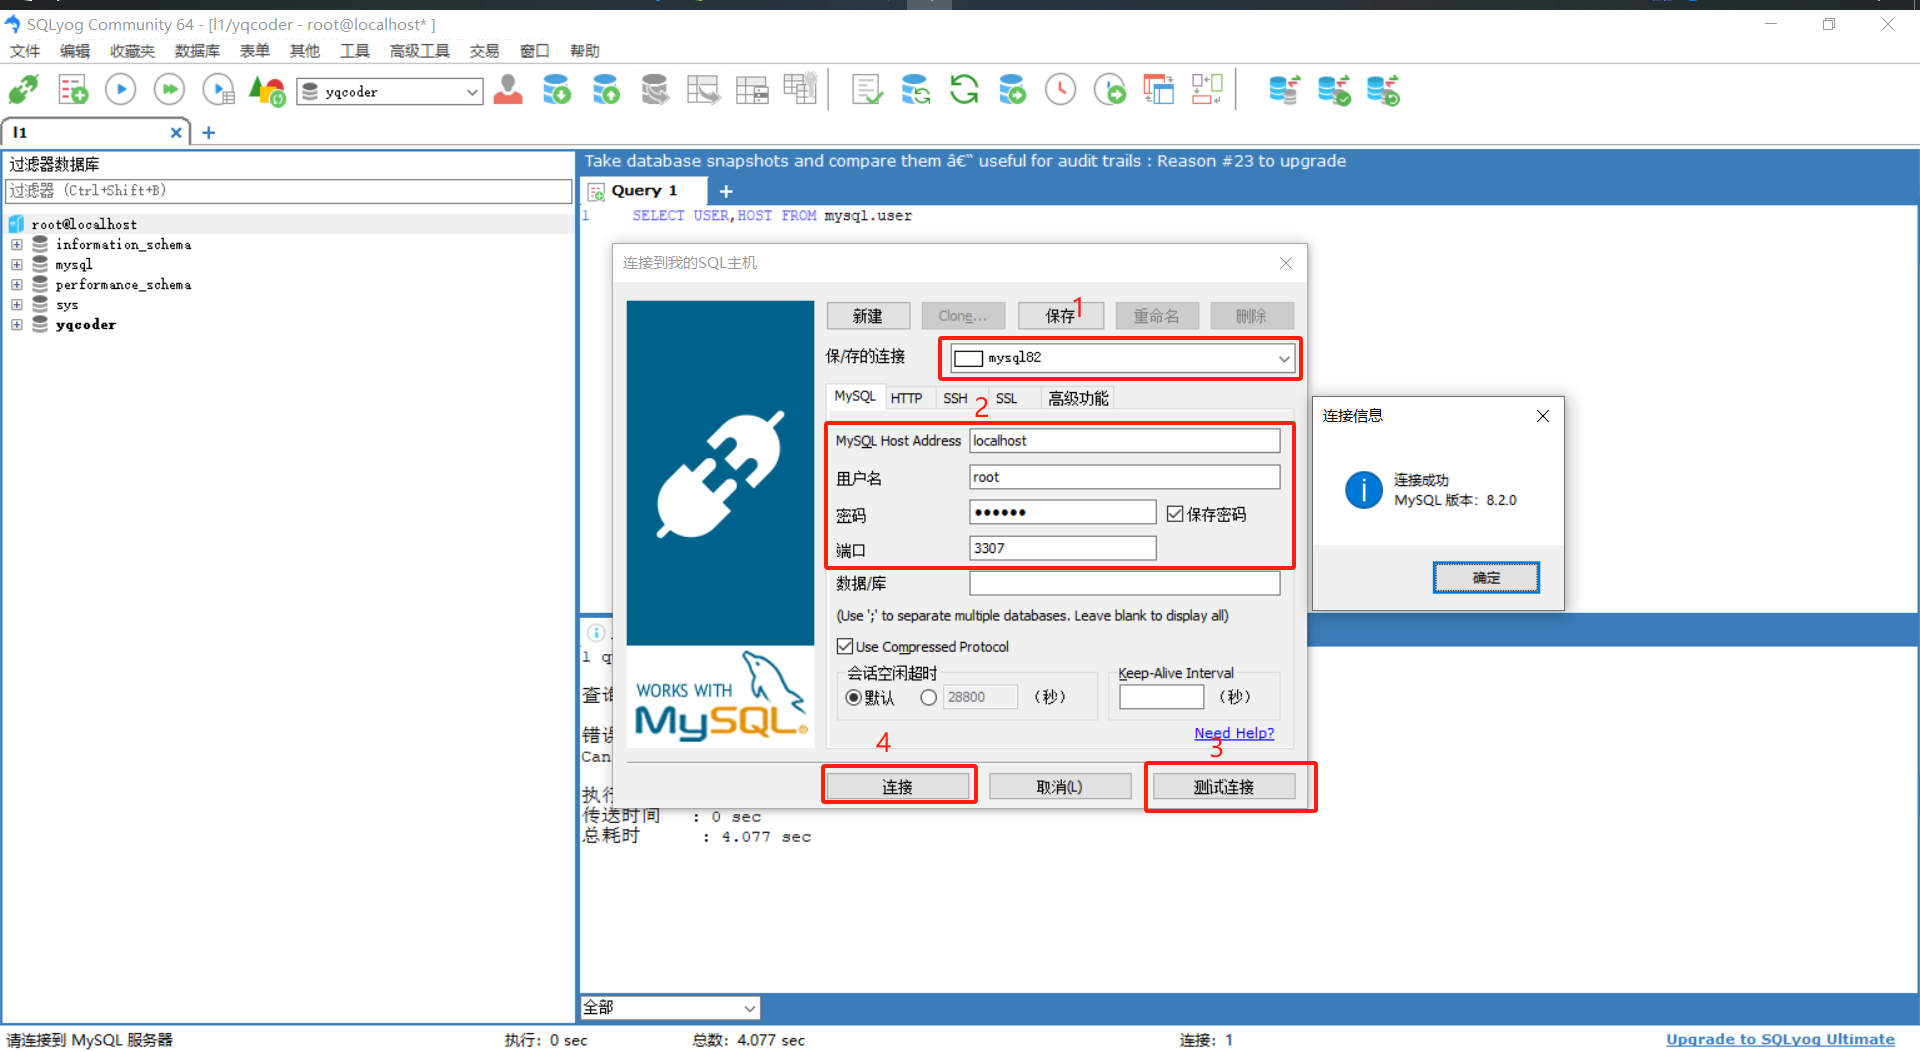 SQLyog Community 64 - [l1/yqcoder - root@localhost* ]
文件 编辑 收藏夹 数据库 表单 其他 工具 高级工具 交易 窗口 帮助
yqcoder
l1
过滤器数据库
过滤器 (Ctrl+Shift+B)
root@localhost
information_schema
mysql
performance_schema
sys
yqcoder
Take database snapshots and compare them â€“ useful for audit trails : Reason #23 to upgrade
Query 1
1 SELECT USER,HOST FROM mysql.user
连接到我的SQL主机
新建 Clone... 保存 重命名 删除
1
保/存的连接 mysql82
MySQL HTTP SSH SSL 高级功能
2
MySQL Host Address localhost
用户名 root
密码 ●●●●●● 保存密码
端口 3307
数据/库
(Use ';' to separate multiple databases. Leave blank to display all)
Use Compressed Protocol
会话空闲超时 Keep-Alive Interval
默认 28800 (秒) (秒)
Need Help?
WORKS WITH
MySQL®
4
3
连接 取消(L) 测试连接
连接信息
连接成功
MySQL 版本: 8.2.0
确定
1
查询
错误
Can
执行
传送时间 : 0 sec
总耗时 : 4.077 sec
全部
请连接到 MySQL 服务器 执行: 0 sec 总数: 4.077 sec 连接: 1 Upgrade to SQLyog Ultimate